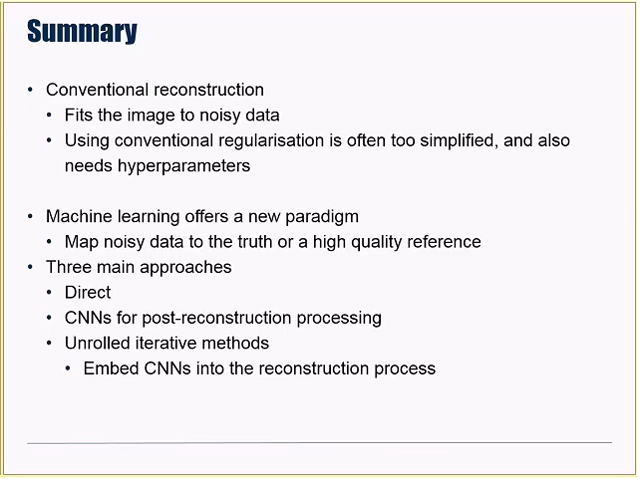 Summary
• Conventional reconstruction
• Fits the image to noisy data
• Using conventional regularisation is often too simplified, and also
needs hyperparameters
• Machine learning offers a new paradigm
• Map noisy data to the truth or a high quality reference
• Three main approaches
• Direct
• CNNs for post-reconstruction processing
• Unrolled iterative methods
• Embed CNNs into the reconstruction process